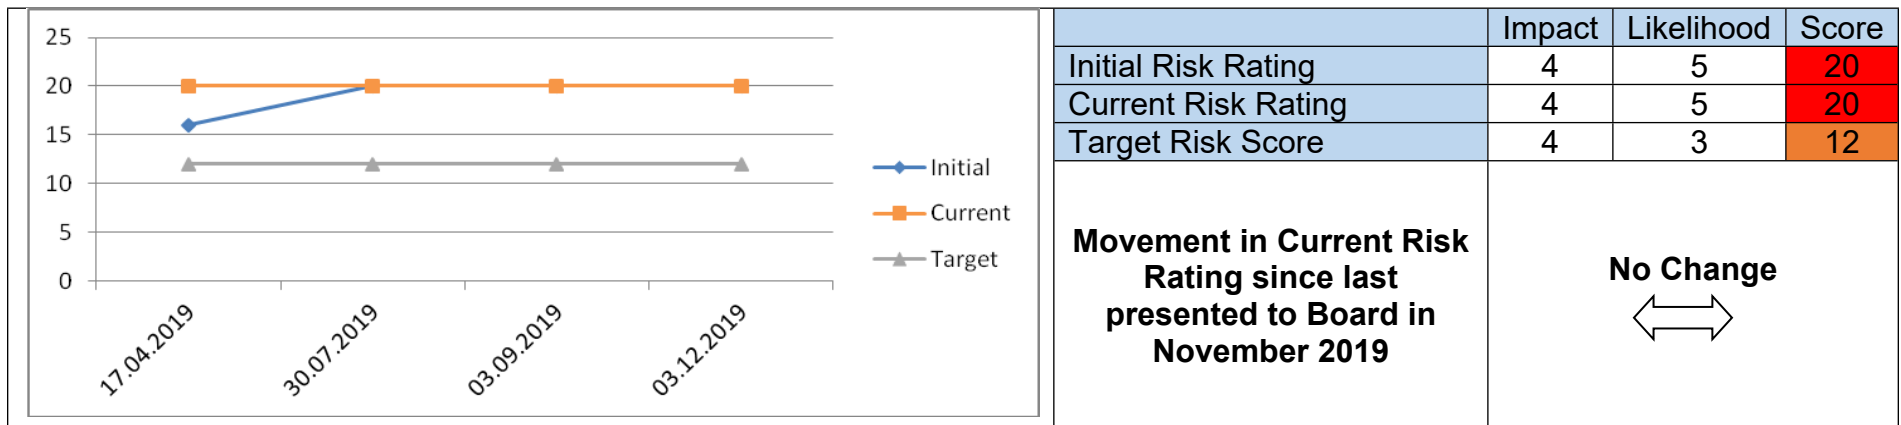 25
20
15
10
5
0
17.04.2019
30.07.2019
03.09.2019
03.12.2019
Initial
Current
Target
Impact Likelihood Score
Initial Risk Rating 4 5 20
Current Risk Rating 4 5 20
Target Risk Score 4 3 12
Movement in Current Risk
Rating since last
presented to Board in
November 2019
No Change